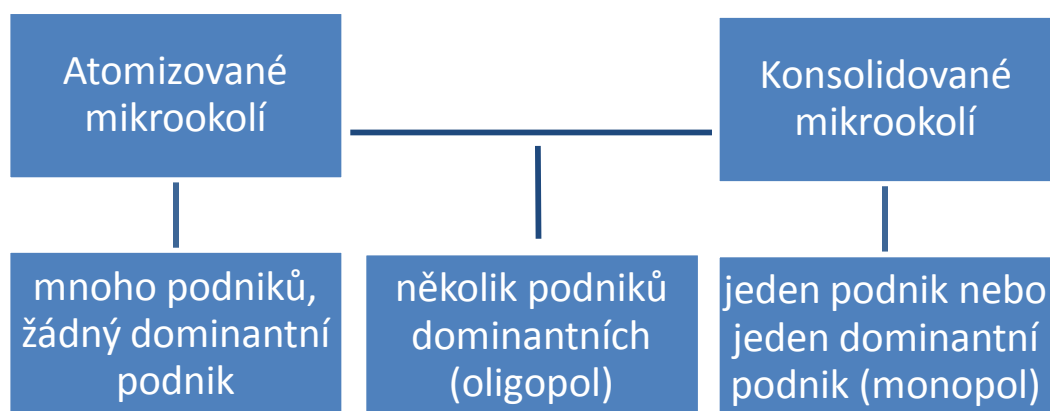 Atomizované
mikrookolí
Konsolidované
mikrookolí
mnoho podniků,
žádný dominantní
podnik
několik podniků
dominantních
(oligopol)
jeden podnik nebo
jeden dominantní
podnik (monopol)